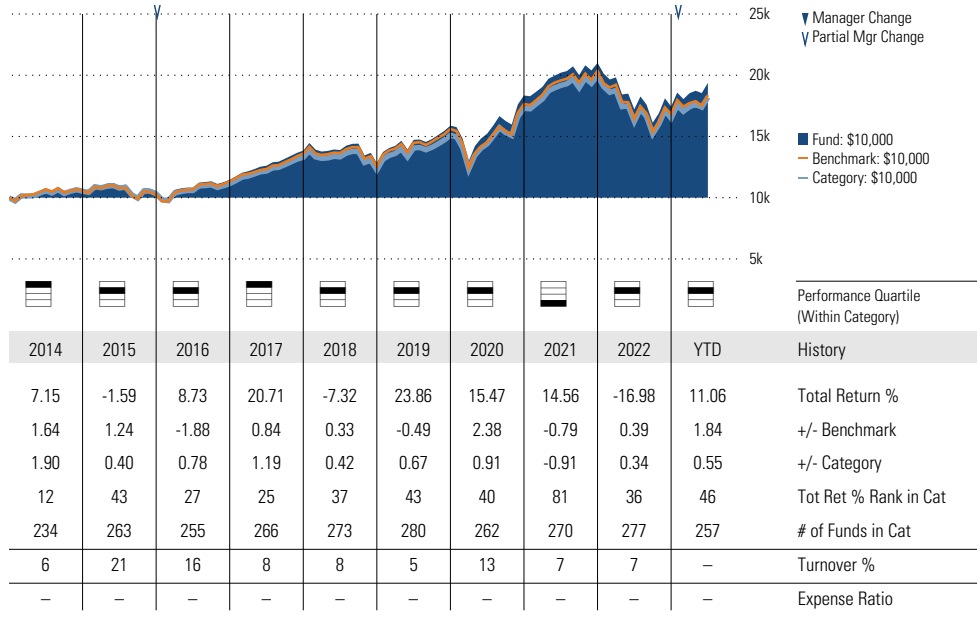 25k
20k
15k
10k
5k
Manager Change
Partial Mgr Change
Fund: $10,000
Benchmark: $10,000
Category: $10,000
Performance Quartile
(Within Category)
2014 2015 2016 2017 2018 2019 2020 2021 2022 YTD History
7.15 -1.59 8.73 20.71 -7.32 23.86 15.47 14.56 -16.98 11.06 Total Return %
1.64 1.24 -1.88 0.84 0.33 -0.49 2.38 -0.79 0.39 1.84 +/- Benchmark
1.90 0.40 0.78 1.19 0.42 0.67 0.91 -0.91 0.34 0.55 +/- Category
12 43 27 25 37 43 40 81 36 46 Tot Ret % Rank in Cat
234 263 255 266 273 280 262 270 277 257 # of Funds in Cat
6 21 16 8 8 5 13 7 7 – Turnover %
– – – – – – – – – – Expense Ratio